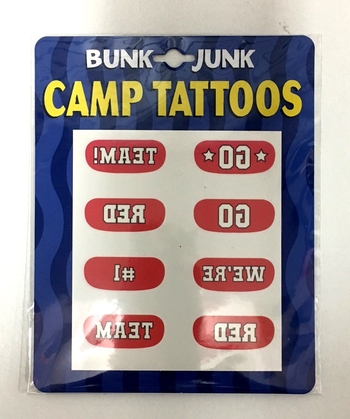 BUNK JUNK
CAMP TATTOOS
TEAM!
GO
RED
GO
#1
WE'RE
TEAM
RED